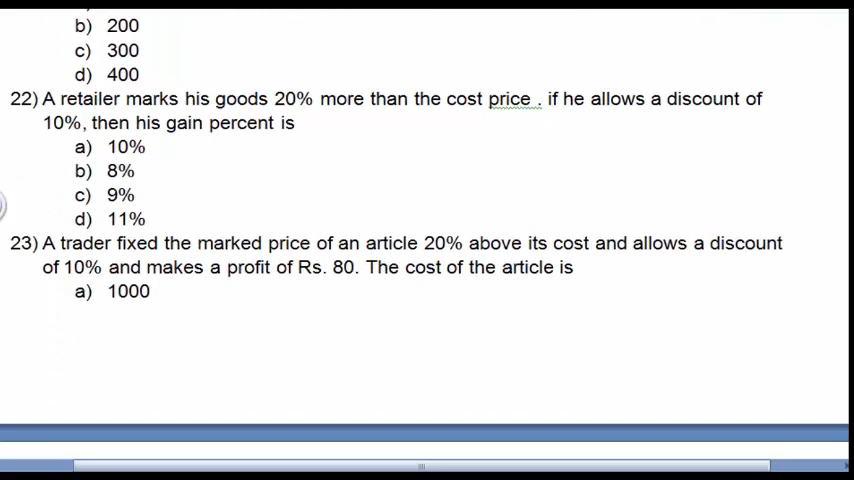 b) 200
c) 300
d) 400
22) A retailer marks his goods 20% more than the cost price . if he allows a discount of
10%, then his gain percent is
a) 10%
b) 8%
c) 9%
d) 11%
23) A trader fixed the marked price of an article 20% above its cost and allows a discount
of 10% and makes a profit of Rs. 80. The cost of the article is
a) 1000